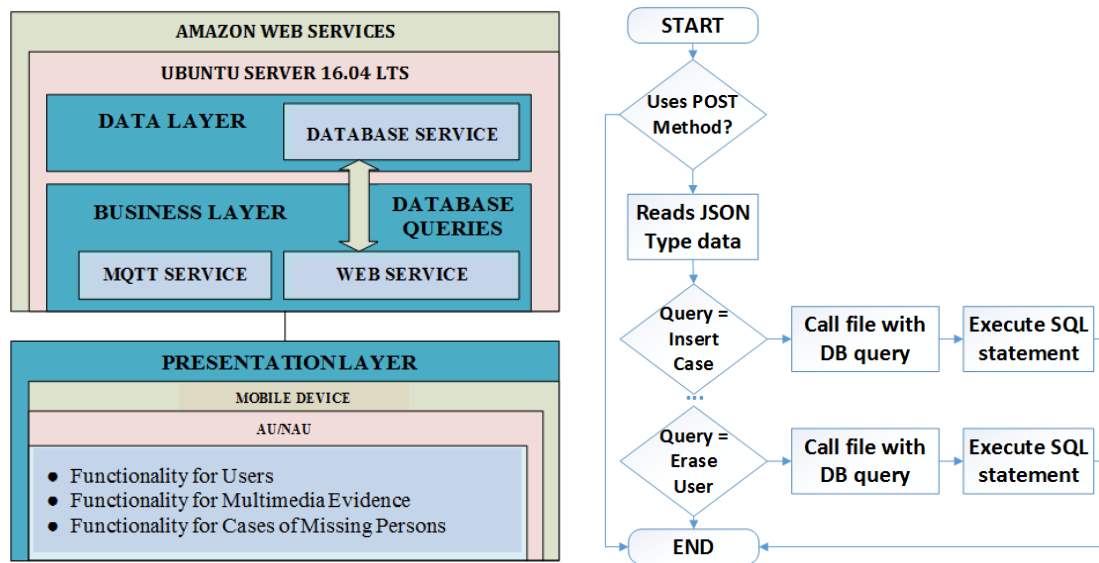 AMAZON WEB SERVICES
UBUNTU SERVER 16.04 LTS
DATA LAYER
DATABASE SERVICE
BUSINESS LAYER
DATABASE
QUERIES
MQTT SERVICE
WEB SERVICE
PRESENTATION LAYER
MOBILE DEVICE
AU/NAU
● Functionality for Users
● Functionality for Multimedia Evidence
● Functionality for Cases of Missing Persons
START
Uses POST
Method?
Reads JSON
Type data
Query =
Insert
Case
Call file with
DB query
Execute SQL
statement
...
Query =
Erase
User
Call file with
DB query
Execute SQL
statement
END